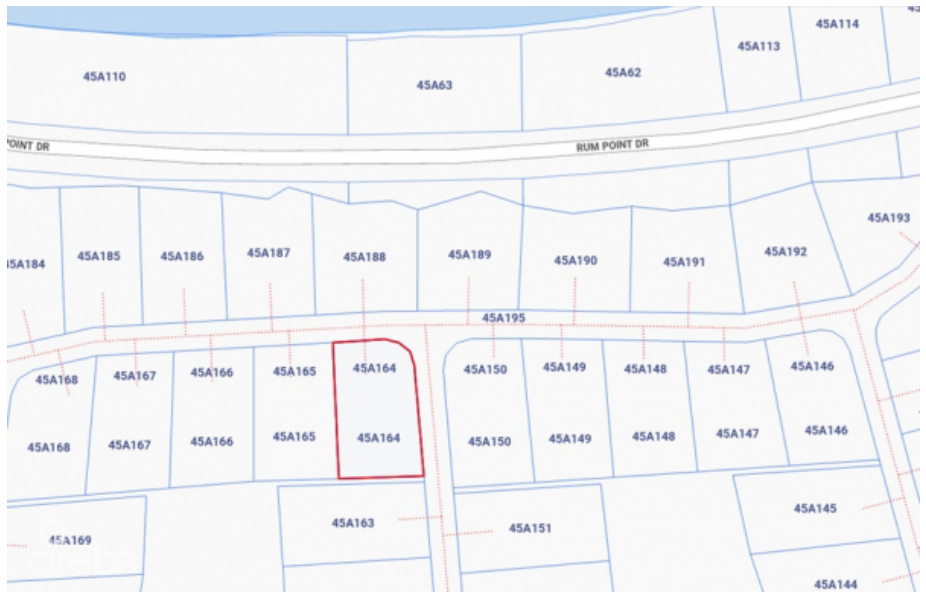 45A114
45A113
45A110
45A63
45A62
POINT DR
RUM POINT DR
45A193
45A184
45A185
45A186
45A187
45A188
45A189
45A190
45A191
45A192
45A195
45A168
45A167
45A166
45A165
45A164
45A150
45A149
45A148
45A147
45A146
45A168
45A167
45A166
45A165
45A164
45A150
45A149
45A148
45A147
45A146
45A169
45A163
45A151
45A145
45A144
cireba